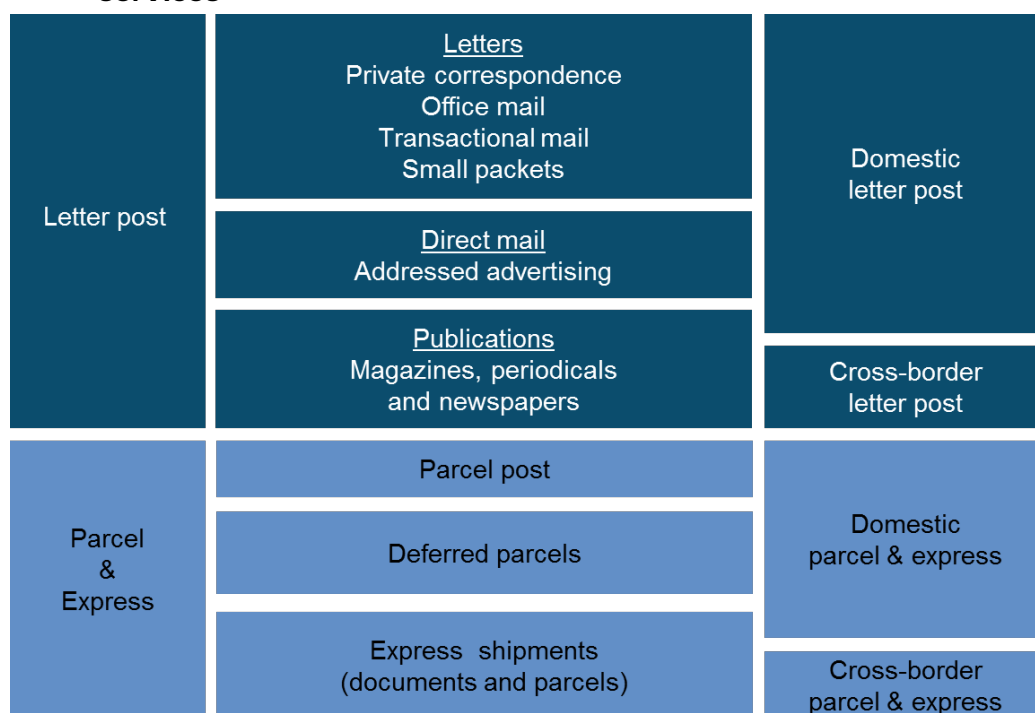 services
Letter post
Letters
Private correspondence
Office mail
Transactional mail
Small packets
Direct mail
Addressed advertising
Publications
Magazines, periodicals
and newspapers
Domestic
letter post
Cross-border
letter post
Parcel
&
Express
Parcel post
Deferred parcels
Express shipments
(documents and parcels)
Domestic
parcel & express
Cross-border
parcel & express